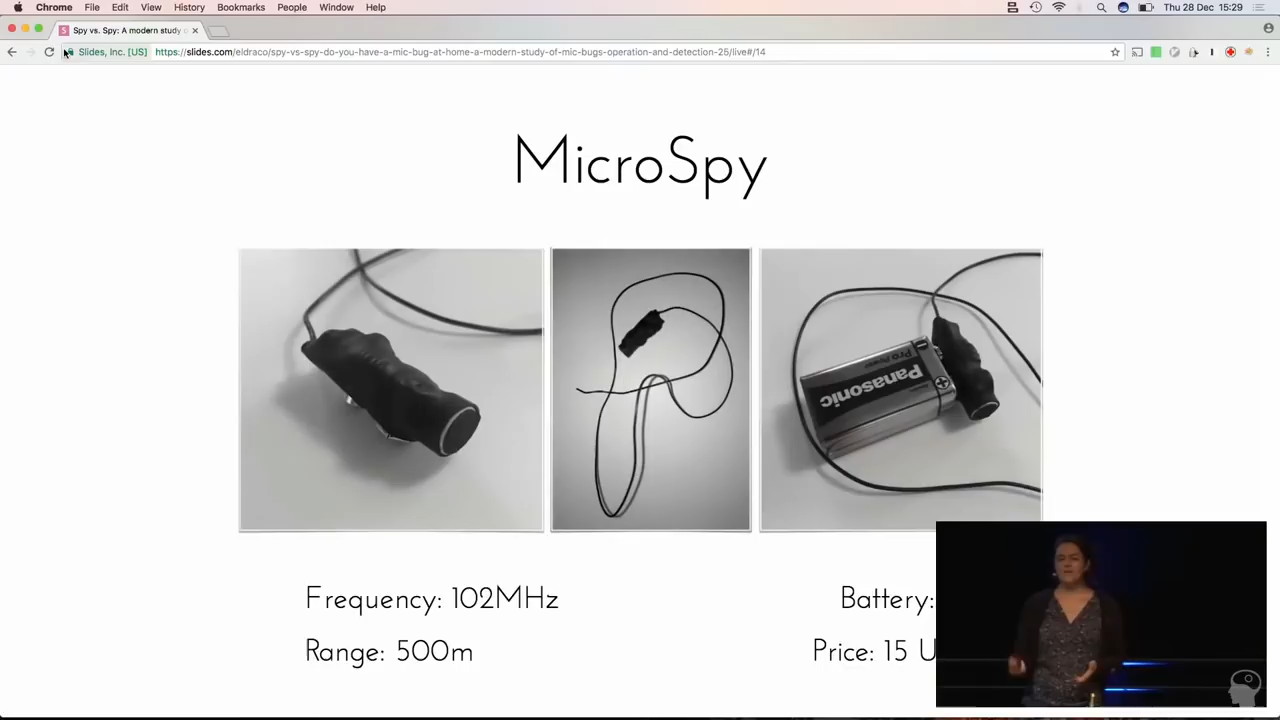 Chrome File Edit View History Bookmarks People Window Help Thu 28 Dec 15:29
Spy vs. Spy: A modern study o
Slides, Inc. [US] https://slides.com/eldraco/spy-vs-spy-do-you-have-a-mic-bug-at-home-a-modern-study-of-mic-bugs-operation-and-detection-25/live#/14
MicroSpy
Pro Power
Panasonic
Frequency: 102MHz
Battery:
Range: 500m
Price: 15 U